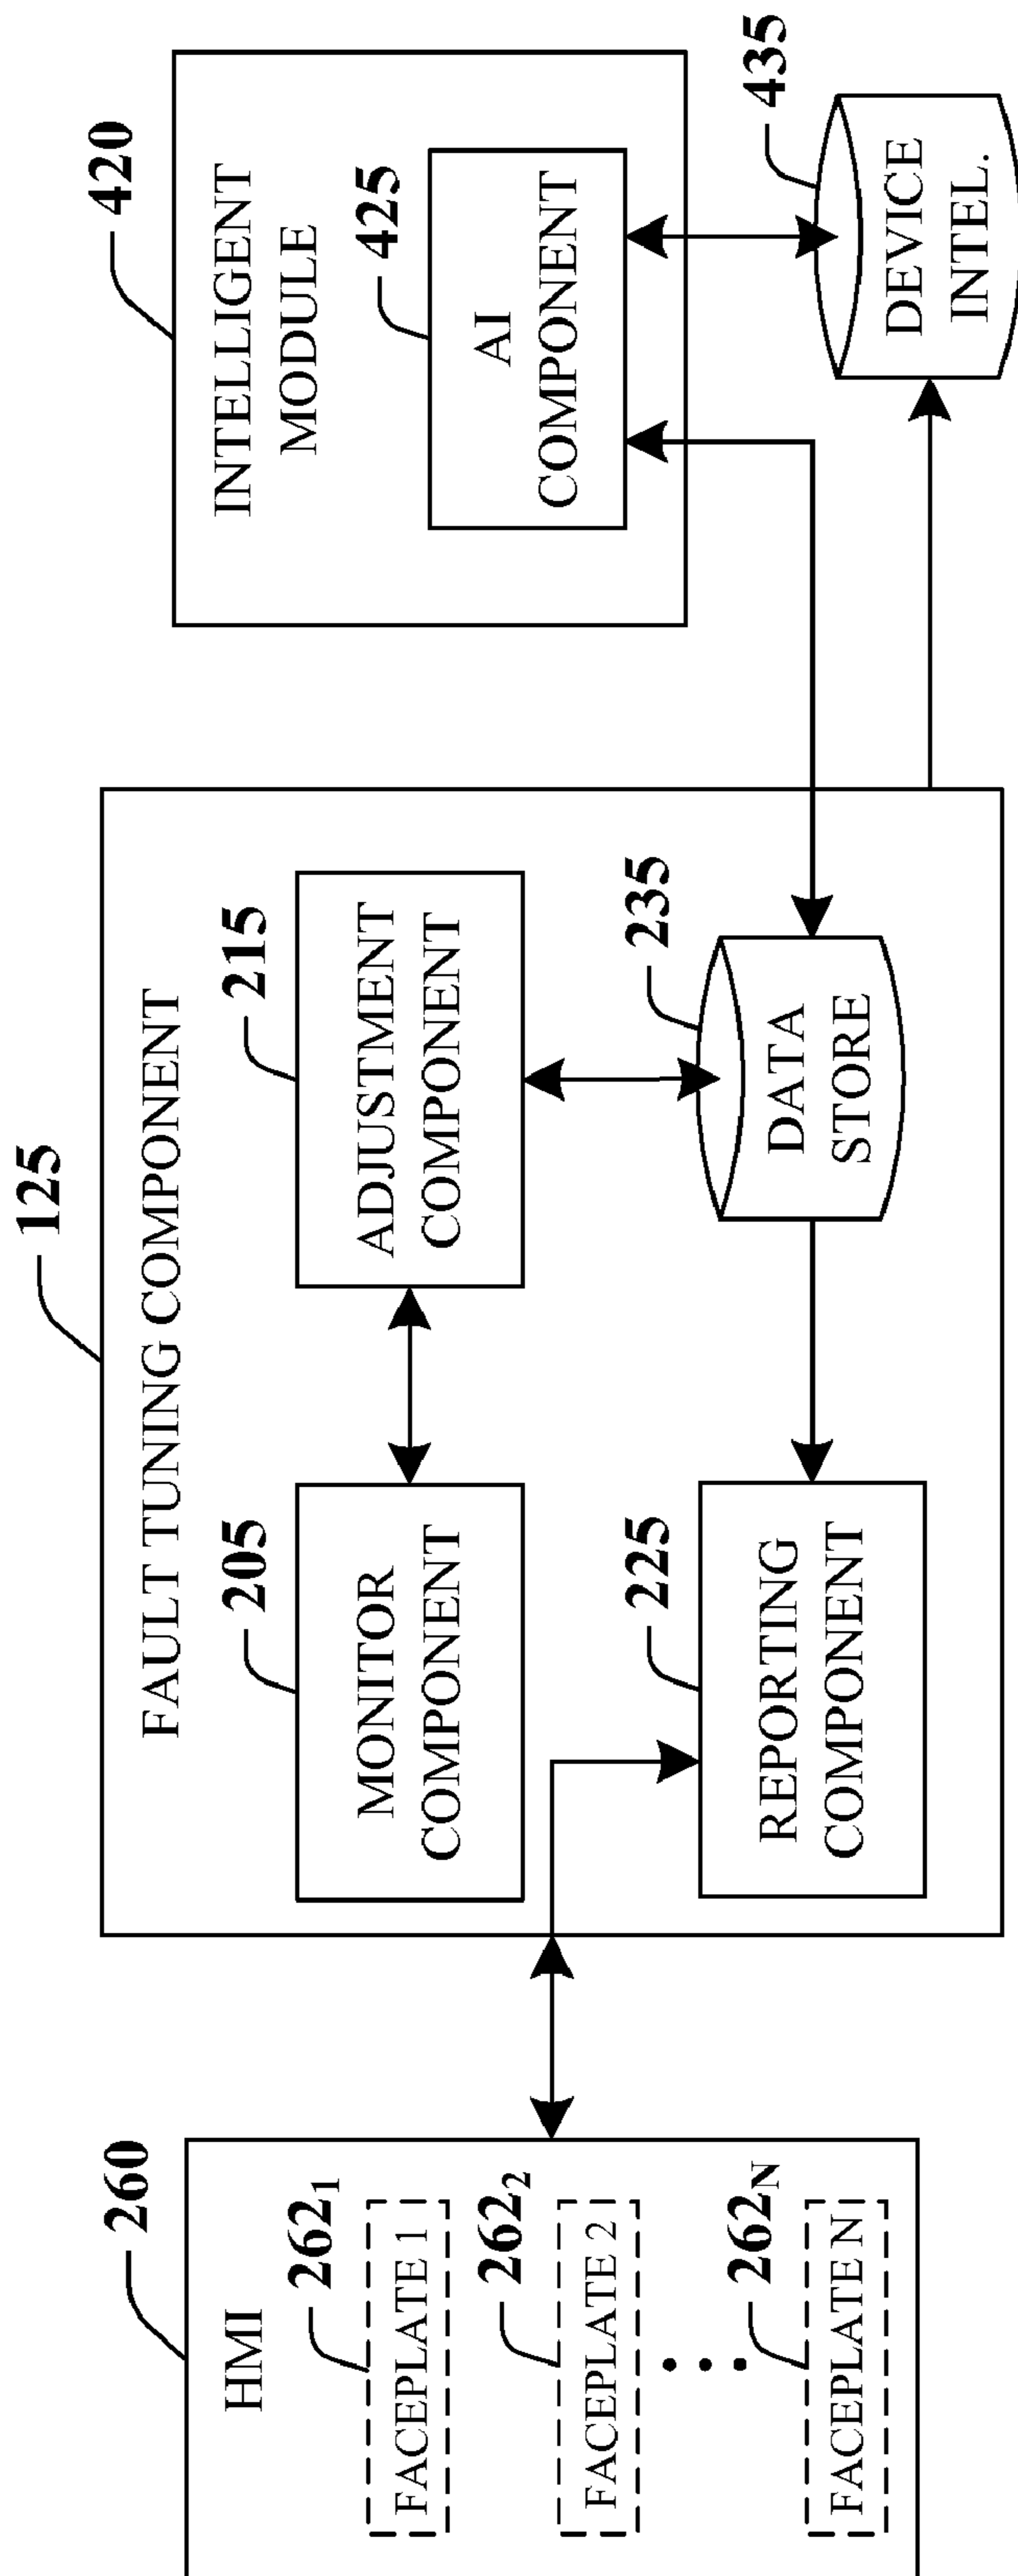 260
HMI
262₁
FACEPLATE 1
262₂
FACEPLATE 2
262N
FACEPLATE N
125
FAULT TUNING COMPONENT
205
MONITOR
COMPONENT
215
ADJUSTMENT
COMPONENT
225
REPORTING
COMPONENT
235
DATA
STORE
420
INTELLIGENT
MODULE
425
AI
COMPONENT
435
DEVICE
INTEL.